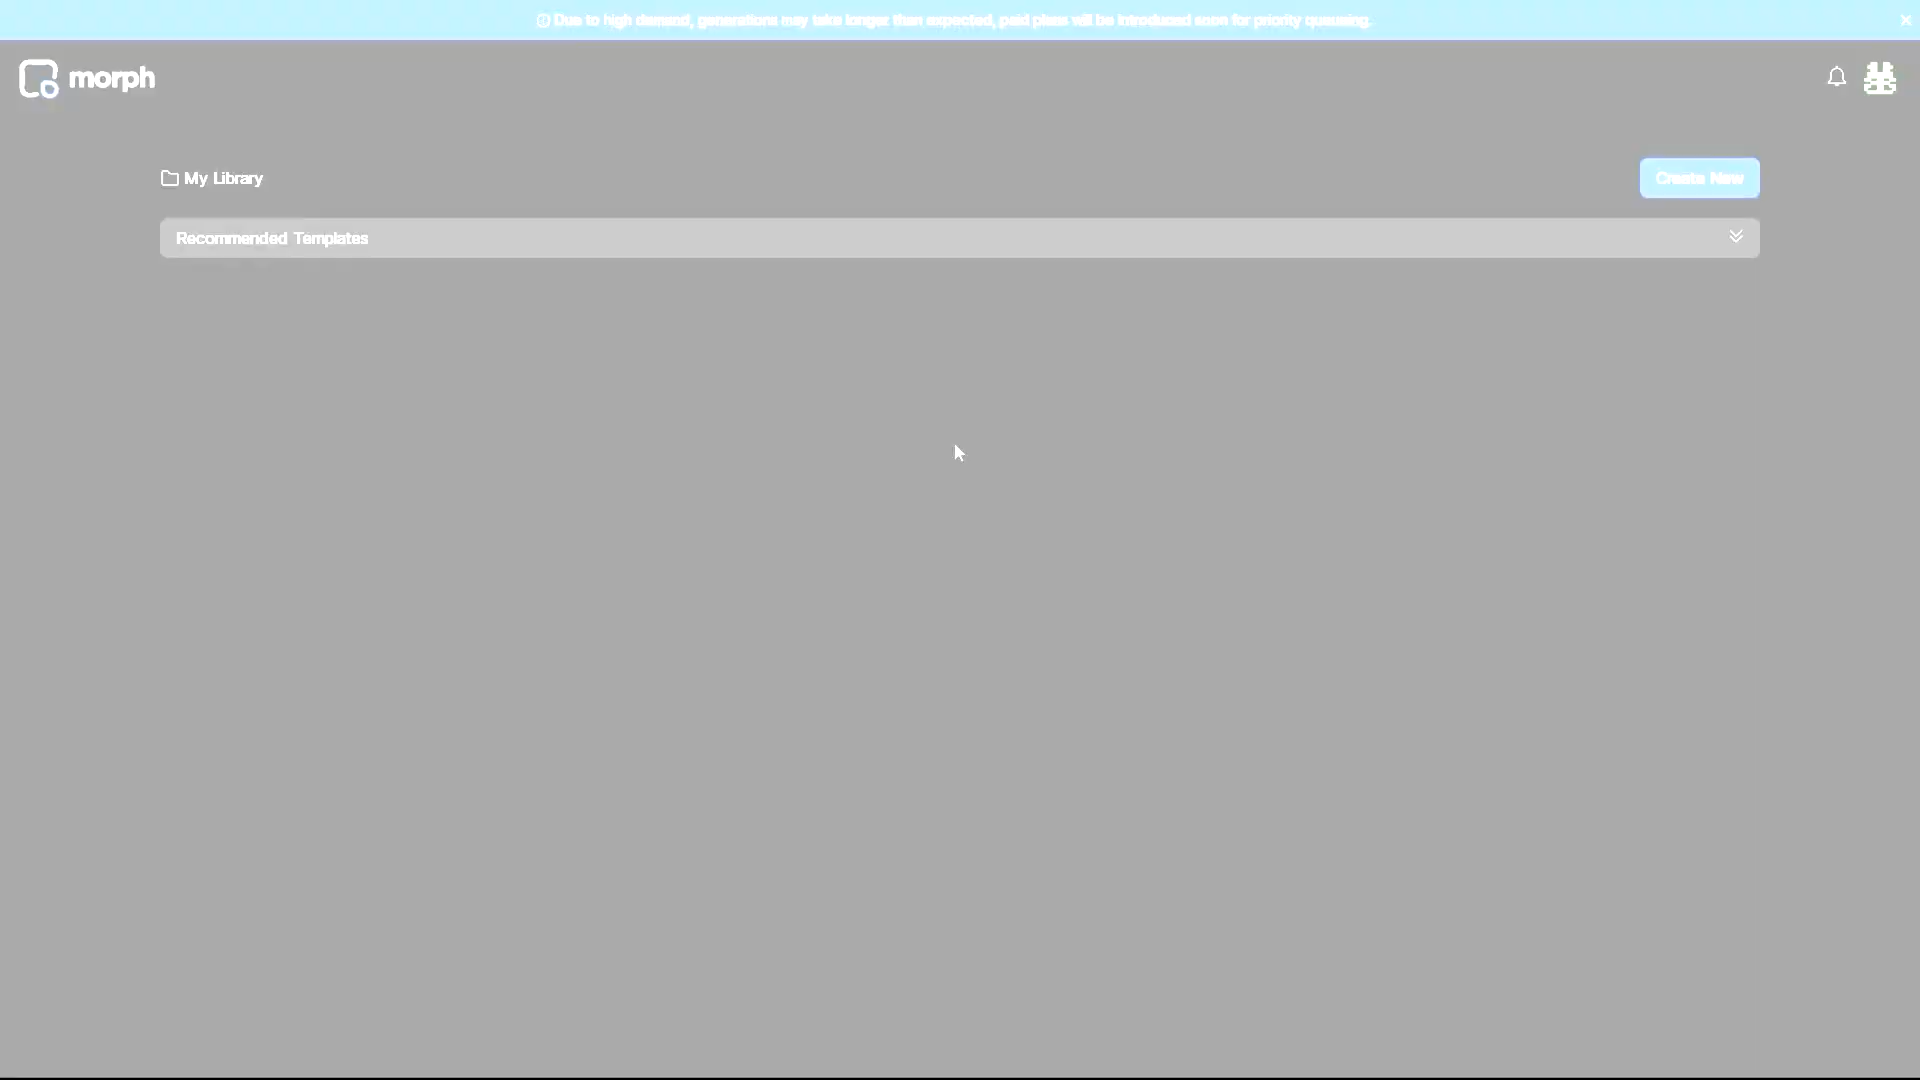 Due to high demand, generations may take longer than expected, paid plans will be introduced soon for priority queueing.
morph
My Library
Create New
Recommended Templates